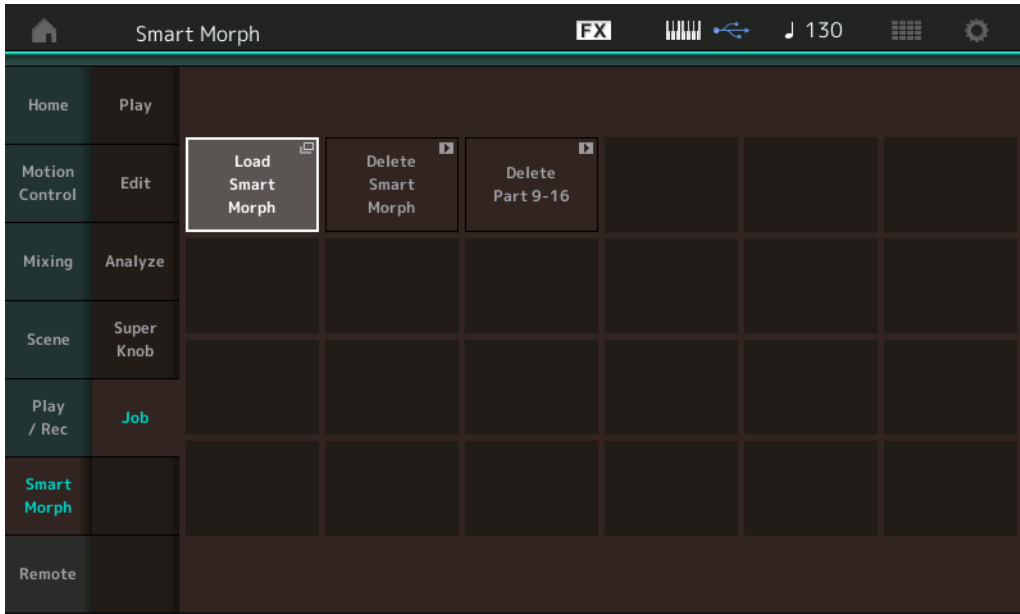 Smart Morph
FX
130
Home
Play
Motion
Control
Edit
Mixing
Analyze
Scene
Super
Knob
Play
/ Rec
Job
Smart
Morph
Remote
Load
Smart
Morph
Delete
Smart
Morph
Delete
Part 9-16